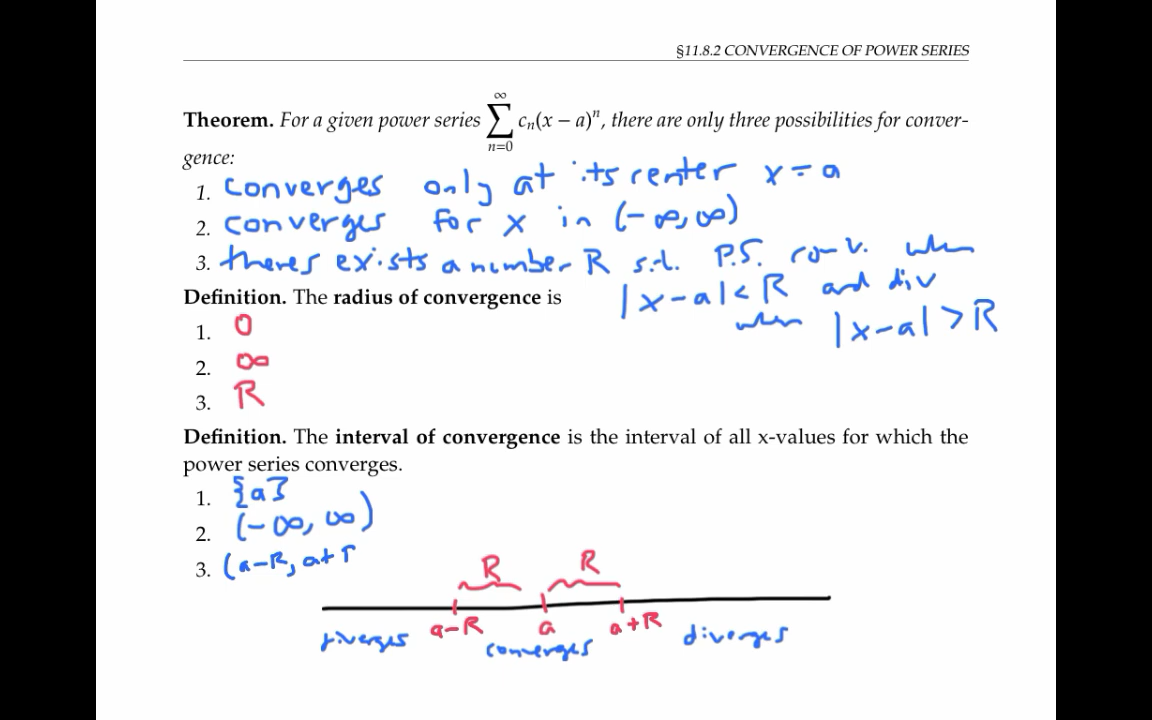 §11.8.2 CONVERGENCE OF POWER SERIES
Theorem. For a given power series ∑_{n=0}^{∞} cₙ(x − a)ⁿ, there are only three possibilities for conver-
gence:
1. converges only at its center x = a
2. converges for x in (-∞, ∞)
3. theres exists a number R s.t. P.S. conv. when
|x-a| < R and div
when |x-a| > R
Definition. The radius of convergence is
1. 0
2. ∞
3. R
Definition. The interval of convergence is the interval of all x-values for which the
power series converges.
1. {a}
2. (-∞, ∞)
3. (a-R, a+
R R
a-R a a+R
diverges converges diverges